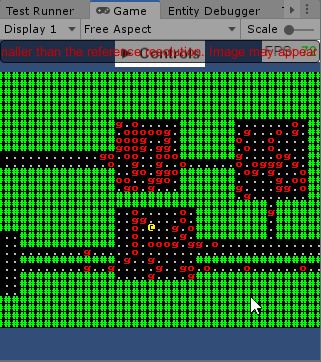 Test Runner Game Entity Debugger
Display 1 Free Aspect Scale
maller than the reference resolution. Image may appear
Controls